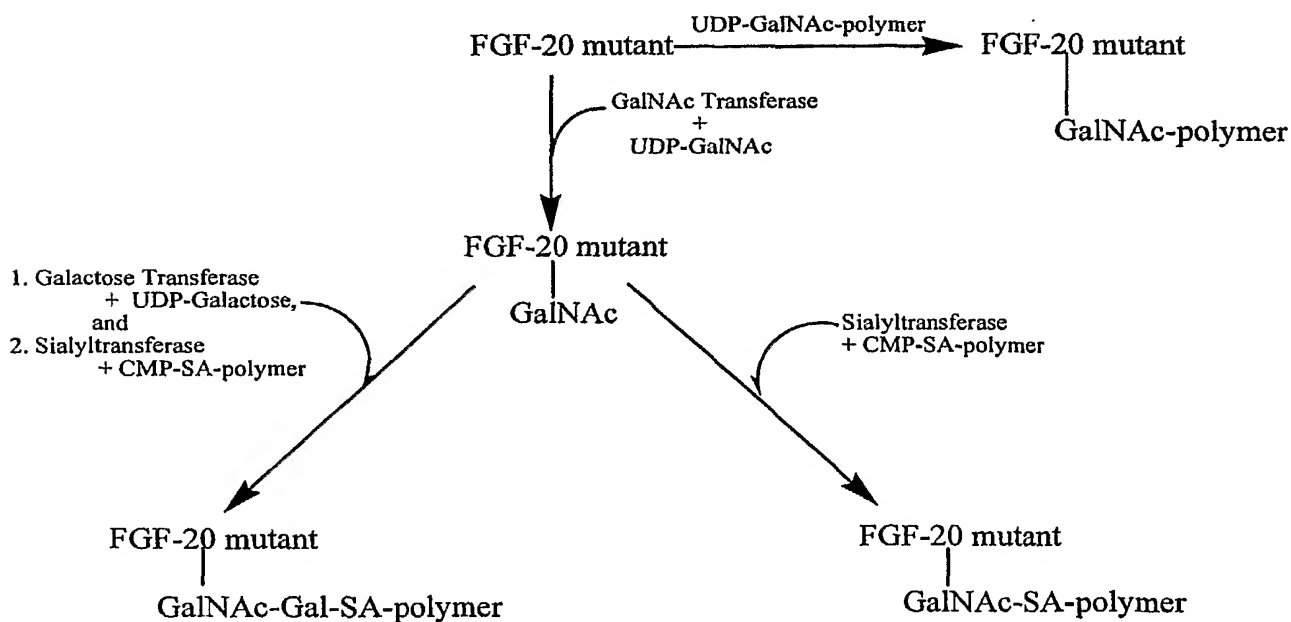 UDP-GalNAc-polymer
FGF-20 mutant
FGF-20 mutant
GalNAc Transferase
+
UDP-GalNAc
GalNAc-polymer
FGF-20 mutant
GalNAc
1. Galactose Transferase
+ UDP-Galactose,
and
2. Sialyltransferase
+ CMP-SA-polymer
Sialyltransferase
+ CMP-SA-polymer
FGF-20 mutant
GalNAc-Gal-SA-polymer
FGF-20 mutant
GalNAc-SA-polymer